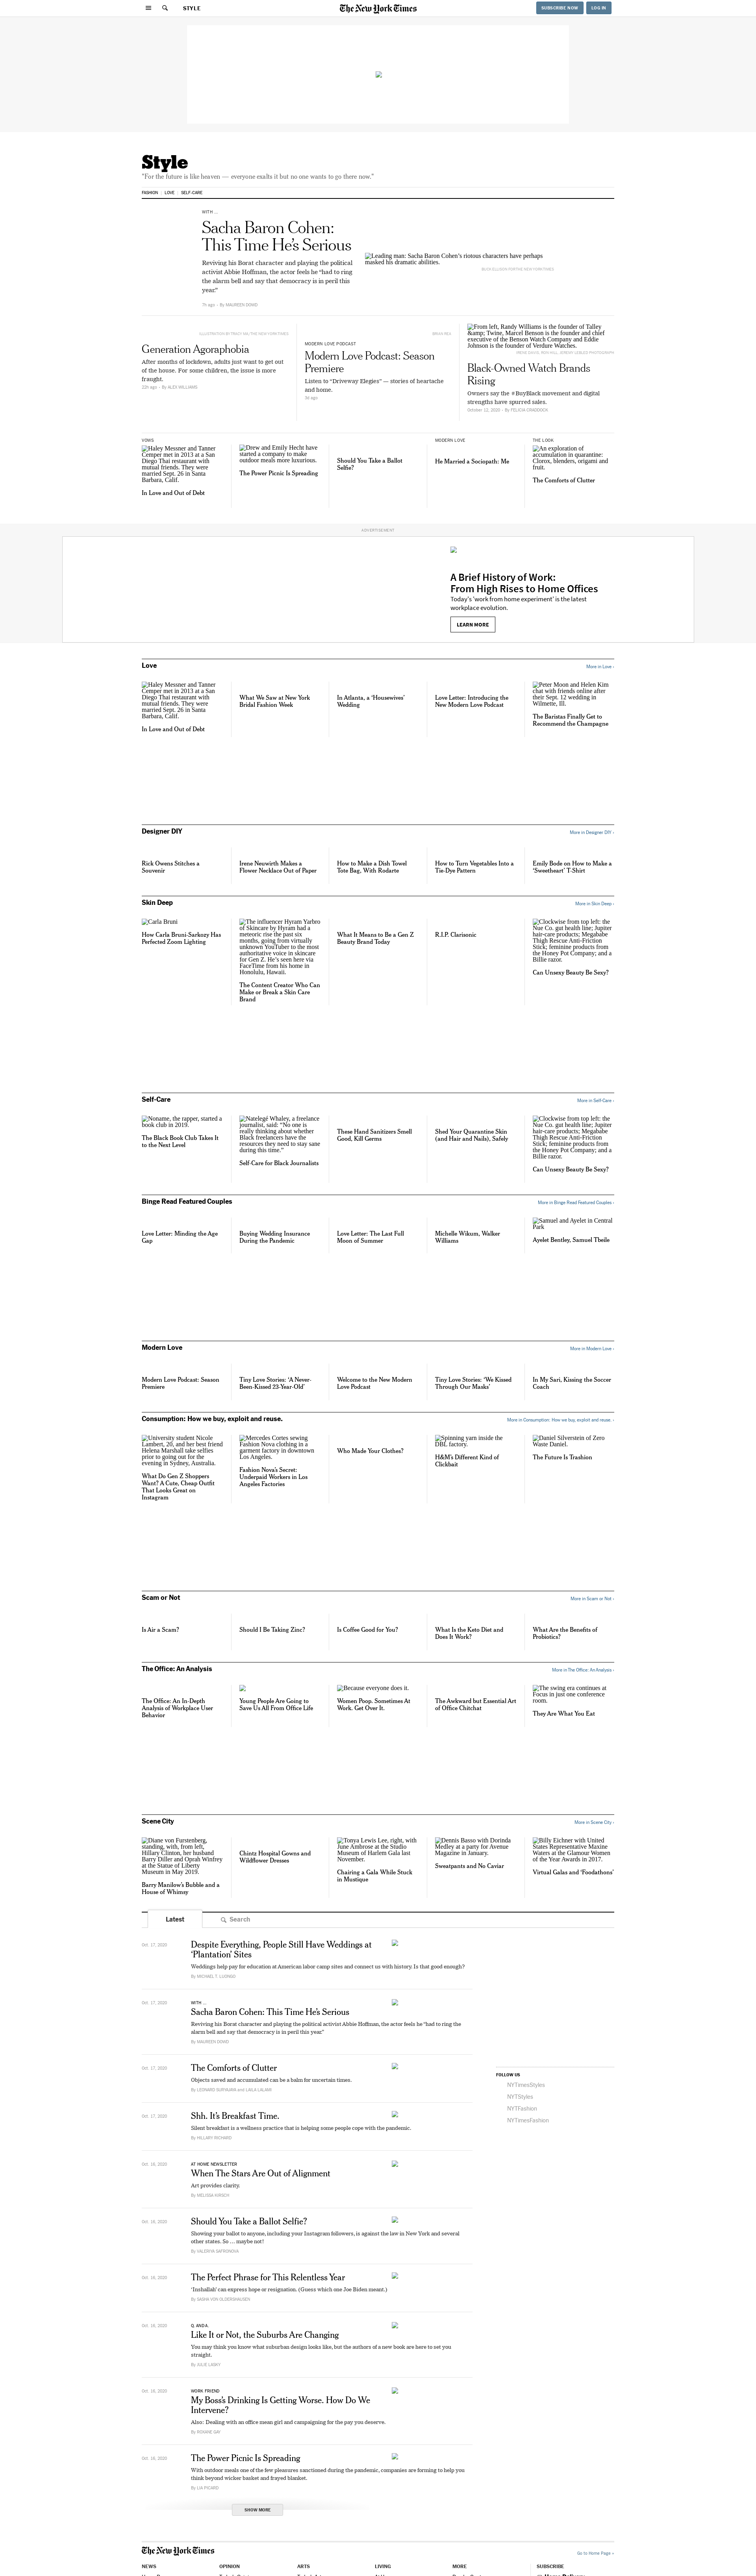 STYLE
The New York Times
SUBSCRIBE NOW
LOG IN
Style
"For the future is like heaven — everyone exalts it but no one wants to go there now."
FASHION
LOVE
SELF-CARE
WITH ...
Sacha Baron Cohen:
This Time He's Serious
Reviving his Borat character and playing the political
activist Abbie Hoffman, the actor feels he "had to ring
the alarm bell and say that democracy is in peril this
year."
7h ago · By MAUREEN DOWD
Leading man: Sacha Baron Cohen's riotous characters have perhaps
masked his dramatic abilities.
Generation Agoraphobia
After months of lockdown, adults just want to get out
of the house. For some children, the issue is more
fraught.
22h ago · By ALEX WILLIAMS
MODERN LOVE PODCAST
Modern Love Podcast: Season
Premiere
Listen to "Driveway Elegies" — stories of heartache
and home.
From left, Randy Williams is the founder of Talley
&amp; Twine, Marcel Benson is the founder and chief
executive of the Benson Watch Company and Eddie
Johnson is the founder of Verdure Watches.
Black-Owned Watch Brands
Rising
Owners say the #BuyBlack movement and digital
strengths have spurred sales.
October 12, 2020 · By FELICIA CRADDOCK
VOWS
Haley Messner and Tanner
Cemper met in 2013 at a San
Diego Thai restaurant with
mutual friends. They were
married Sept. 26 in Santa
Barbara, Calif.
In Love and Out of Debt
Drew and Emily Hecht have
started a company to make
outdoor meals more luxurious.
The Power Picnic Is Spreading
Should You Take a Ballot
Selfie?
MODERN LOVE
He Married a Sociopath: Me
THE LOOK
An exploration of
accumulation in quarantine:
Clorox, blenders, origami and
fruit.
The Comforts of Clutter
ADVERTISEMENT
A Brief History of Work:
From High Rises to Home Offices
Today's 'work from home experiment' is the latest
workplace evolution.
LEARN MORE
Love
More in Love ›
Haley Messner and Tanner
Cemper met in 2013 at a San
Diego Thai restaurant with
mutual friends. They were
married Sept. 26 in Santa
Barbara, Calif.
In Love and Out of Debt
What We Saw at New York
Bridal Fashion Week
In Atlanta, a 'Housewives'
Wedding
Love Letter: Introducing the
New Modern Love Podcast
Peter Moon and Helen Kim
chat with friends online after
their Sept. 12 wedding in
Wilmette, Ill.
The Baristas Finally Get to
Recommend the Champagne
Designer DIY
More in Designer DIY ›
Rick Owens Stitches a
Souvenir
Irene Neuwirth Makes a
Flower Necklace Out of Paper
How to Make a Dish Towel
Tote Bag, With Rodarte
How to Turn Vegetables Into a
Tie-Dye Pattern
Emily Bode on How to Make a
'Sweetheart' T-Shirt
Skin Deep
More in Skin Deep ›
Carla Bruni
How Carla Bruni-Sarkozy Has
Perfected Zoom Lighting
The influencer Hyram Yarbro
of Skincare by Hyram had a
meteoric rise the past six
months, going from virtually
unknown YouTuber to the most
authoritative voice in skincare
for Gen Z. He's seen here via
FaceTime from his home in
Honolulu, Hawaii.
The Content Creator Who Can
Make or Break a Skin Care
Brand
What It Means to Be a Gen Z
Beauty Brand Today
R.I.P. Clarisonic
Clockwise from top left: the
Nue Co. gut health line; Jupiter
hair-care products; Megababe
Thigh Rescue Anti-Friction
Stick; feminine products from
the Honey Pot Company; and a
Billie razor.
Can Unsexy Beauty Be Sexy?
Self-Care
More in Self-Care ›
Noname, the rapper, started a
book club in 2019.
The Black Book Club Takes It
to the Next Level
Natelegé Whaley, a freelance
journalist, said: "No one is
really thinking about whether
Black freelancers have the
resources they need to stay sane
during this time."
Self-Care for Black Journalists
These Hand Sanitizers Smell
Good, Kill Germs
Shed Your Quarantine Skin
(and Hair and Nails), Safely
Clockwise from top left: the
Nue Co. gut health line; Jupiter
hair-care products; Megababe
Thigh Rescue Anti-Friction
Stick; feminine products from
the Honey Pot Company; and a
Billie razor.
Can Unsexy Beauty Be Sexy?
Binge Read Featured Couples
More in Binge Read Featured Couples ›
Love Letter: Minding the Age
Gap
Buying Wedding Insurance
During the Pandemic
Love Letter: The Last Full
Moon of Summer
Michelle Wikum, Walker
Williams
Samuel and Ayelet in Central
Park
Ayelet Bentley, Samuel Tbeile
Modern Love
More in Modern Love ›
Modern Love Podcast: Season
Premiere
Tiny Love Stories: 'A Never-
Been-Kissed 23-Year-Old'
Welcome to the New Modern
Love Podcast
Tiny Love Stories: 'We Kissed
Through Our Masks'
In My Sari, Kissing the Soccer
Coach
Consumption: How we buy, exploit and reuse.
More in Consumption: How we buy, exploit and reuse. ›
University student Nicole
Lambert, 20, and her best friend
Helena Marshall take selfies
prior to going out for the
evening in Sydney, Australia.
What Do Gen Z Shoppers
Want? A Cute, Cheap Outfit
That Looks Great on
Instagram
Mercedes Cortes sewing
Fashion Nova clothing in a
garment factory in downtown
Los Angeles.
Fashion Nova's Secret:
Underpaid Workers in Los
Angeles Factories
Who Made Your Clothes?
Spinning yarn inside the
DBL factory.
H&M's Different Kind of
Clickbait
Daniel Silverstein of Zero
Waste Daniel.
The Future Is Trashion
Scam or Not
More in Scam or Not ›
Is Air a Scam?
Should I Be Taking Zinc?
Is Coffee Good for You?
What Is the Keto Diet and
Does It Work?
What Are the Benefits of
Probiotics?
The Office: An Analysis
More in The Office: An Analysis ›
The Office: An In-Depth
Analysis of Workplace User
Behavior
Young People Are Going to
Save Us All From Office Life
Because everyone does it.
Women Poop. Sometimes At
Work. Get Over It.
The Awkward but Essential Art
of Office Chitchat
The swing era continues at
Focus in just one conference
room.
They Are What You Eat
Scene City
More in Scene City ›
Diane von Furstenberg,
standing, with, from left,
Hillary Clinton, her husband
Barry Diller and Oprah Winfrey
at the Statue of Liberty
Museum in May 2019.
Barry Manilow's Bubble and a
House of Whimsy
Chintz Hospital Gowns and
Wildflower Dresses
Tonya Lewis Lee, right, with
June Ambrose at the Studio
Museum of Harlem Gala last
November.
Chairing a Gala While Stuck
in Mustique
Dennis Basso with Dorinda
Medley at a party for Avenue
Magazine in January.
Sweatpants and No Caviar
Billy Eichner with United
States Representative Maxine
Waters at the Glamour Women
of the Year Awards in 2017.
Virtual Galas and 'Foodathons'
Latest
Search
Oct. 17, 2020
Despite Everything, People Still Have Weddings at
'Plantation' Sites
Weddings help pay for education at American labor camp sites and connect us with history. Is that good enough?
By MICHAEL T. LUONGO
Oct. 17, 2020
WITH ...
Sacha Baron Cohen: This Time He's Serious
Reviving his Borat character and playing the political activist Abbie Hoffman, the actor feels he "had to ring the
alarm bell and say that democracy is in peril this year."
By MAUREEN DOWD
Oct. 17, 2020
The Comforts of Clutter
Objects saved and accumulated can be a balm for uncertain times.
By LEONARD SURYAJAYA and LAILA LALAMI
Oct. 17, 2020
Shh. It's Breakfast Time.
Silent breakfast is a wellness practice that is helping some people cope with the pandemic.
By HILLARY RICHARD
Oct. 16, 2020
AT HOME NEWSLETTER
When The Stars Are Out of Alignment
Art provides clarity.
By MELISSA KIRSCH
Oct. 16, 2020
Should You Take a Ballot Selfie?
Showing your ballot to anyone, including your Instagram followers, is against the law in New York and several
other states. So ... maybe not!
By VALERIYA SAFRONOVA
Oct. 16, 2020
The Perfect Phrase for This Relentless Year
'Inshallah' can express hope or resignation. (Guess which one Joe Biden meant.)
By SASHA VON OLDERSHAUSEN
Oct. 16, 2020
Q. AND A.
Like It or Not, the Suburbs Are Changing
You may think you know what suburban design looks like, but the authors of a new book are here to set you
straight.
By JULIE LASKY
Oct. 16, 2020
WORK FRIEND
My Boss's Drinking Is Getting Worse. How Do We
Intervene?
Also: Dealing with an office mean girl and campaigning for the pay you deserve.
By ROXANE GAY
Oct. 16, 2020
The Power Picnic Is Spreading
With outdoor meals one of the few pleasures sanctioned during the pandemic, companies are forming to help you
think beyond wicker basket and frayed blanket.
By LIA PICARD
SHOW MORE
FOLLOW US
NYTimesStyles
NYTStyles
NYTFashion
NYTimesFashion
The New York Times
Go to Home Page »
NEWS
OPINION
ARTS
LIVING
MORE
SUBSCRIBE